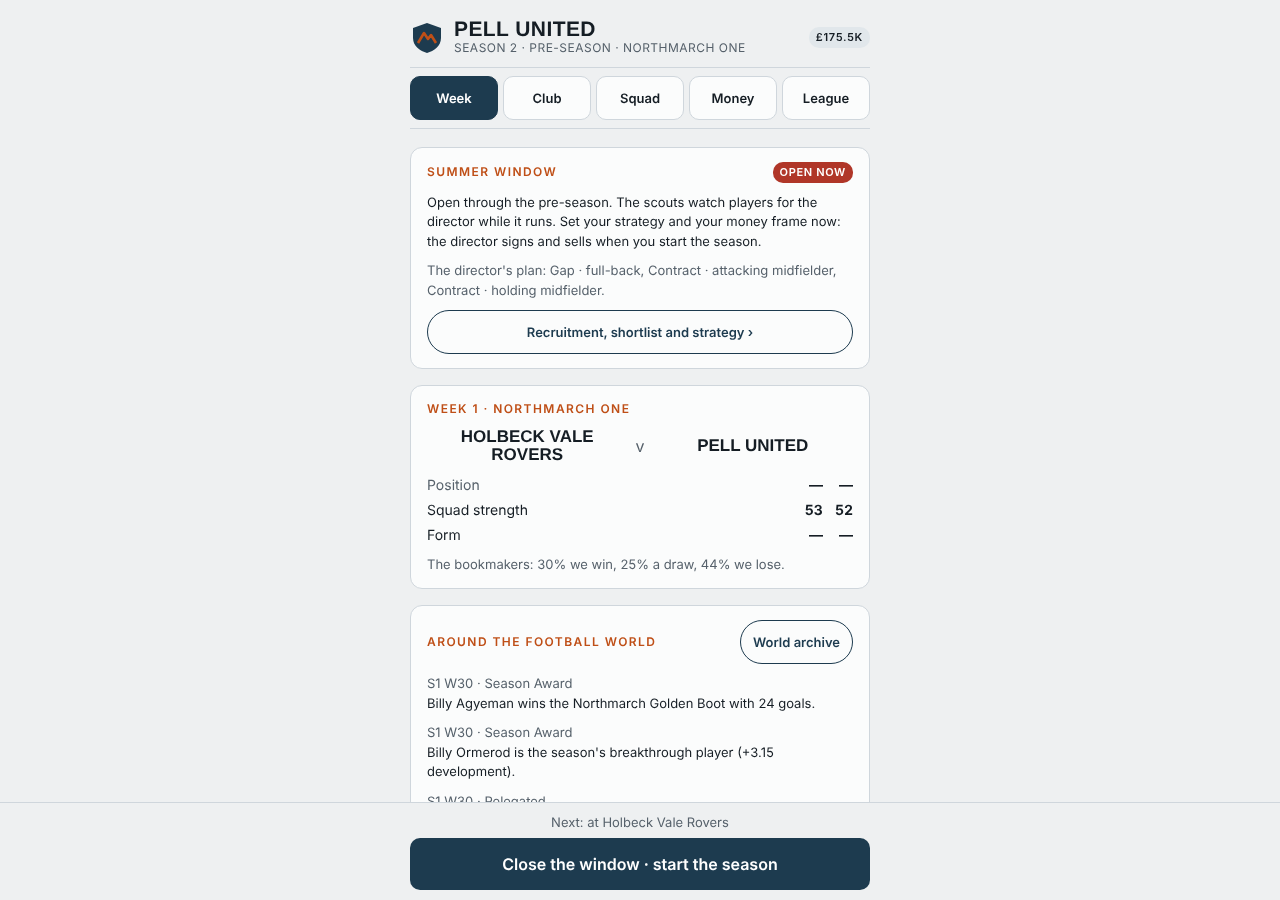 PELL UNITED
SEASON 2 · PRE-SEASON · NORTHMARCH ONE
£175.5K
Week
Club
Squad
Money
League
SUMMER WINDOW
OPEN NOW
Open through the pre-season. The scouts watch players for the
director while it runs. Set your strategy and your money frame now:
the director signs and sells when you start the season.
The director's plan: Gap · full-back, Contract · attacking midfielder,
Contract · holding midfielder.
Recruitment, shortlist and strategy ›
WEEK 1 · NORTHMARCH ONE
HOLBECK VALE
ROVERS
v
PELL UNITED
Position — —
Squad strength 53 52
Form — —
The bookmakers: 30% we win, 25% a draw, 44% we lose.
AROUND THE FOOTBALL WORLD
World archive
S1 W30 · Season Award
Billy Agyeman wins the Northmarch Golden Boot with 24 goals.
S1 W30 · Season Award
Billy Ormerod is the season's breakthrough player (+3.15
development).
S1 W30 · Relegated
Next: at Holbeck Vale Rovers
Close the window · start the season